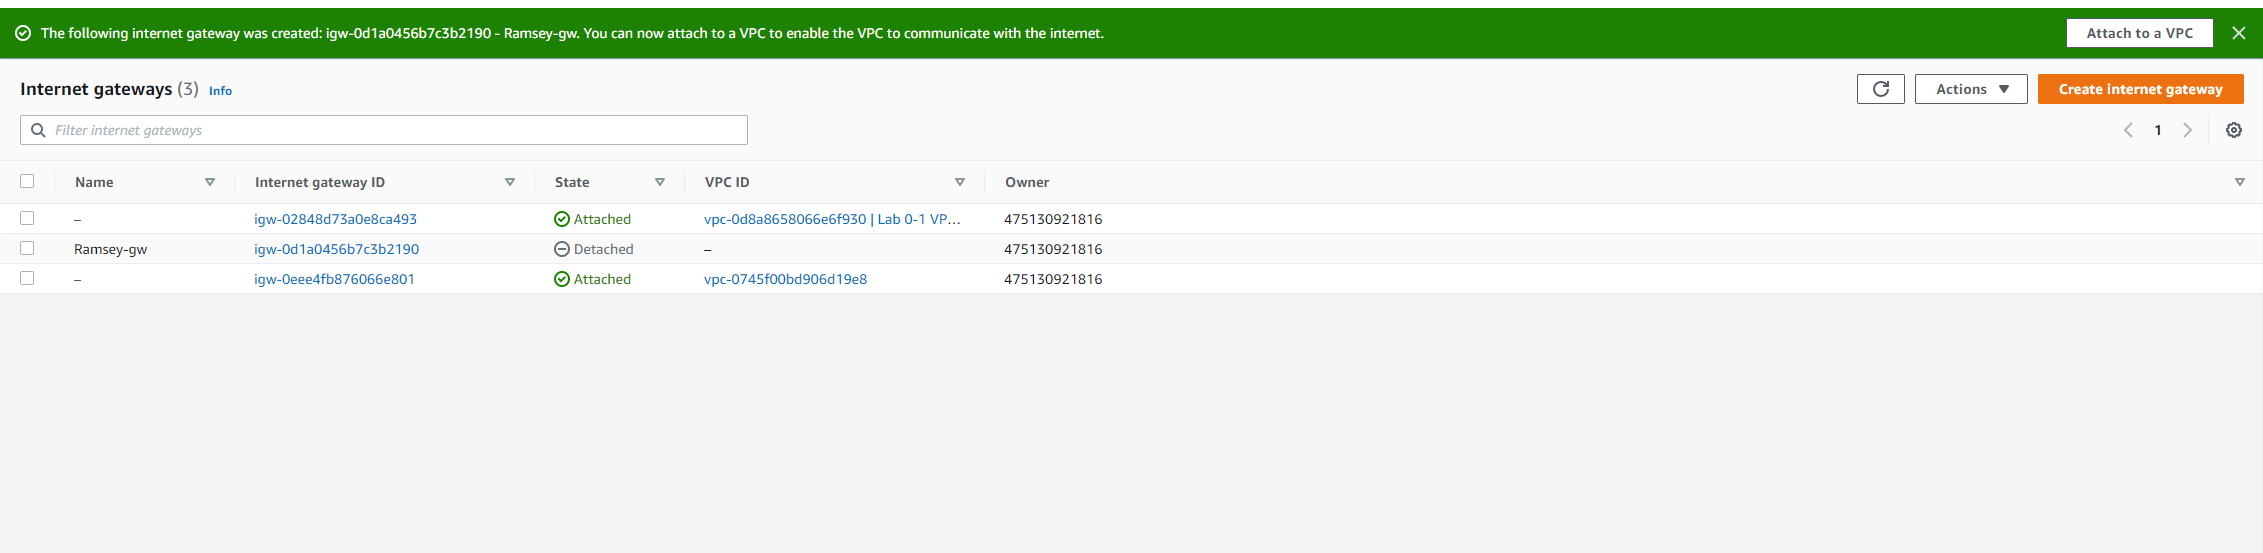 The following internet gateway was created: igw-0d1a0456b7c3b2190 - Ramsey-gw. You can now attach to a VPC to enable the VPC to communicate with the internet. Attach to a VPC
Internet gateways (3) Info Actions Create internet gateway
Filter internet gateways 1
Name Internet gateway ID State VPC ID Owner
– igw-02848d73a0e8ca493 Attached vpc-0d8a8658066e6f930 | Lab 0-1 VP... 475130921816
Ramsey-gw igw-0d1a0456b7c3b2190 Detached – 475130921816
– igw-0eee4fb876066e801 Attached vpc-0745f00bd906d19e8 475130921816